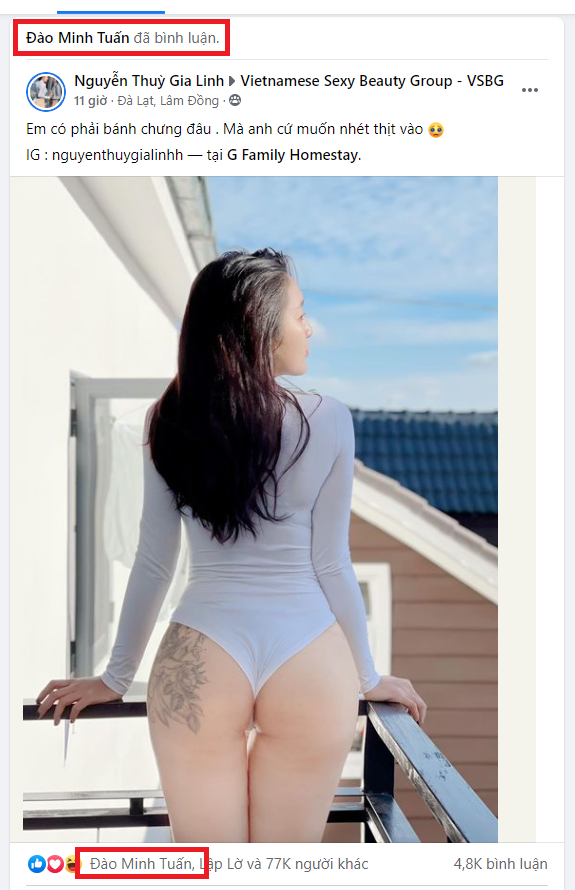 Đào Minh Tuấn đã bình luận.
Nguyễn Thuỳ Gia Linh Vietnamese Sexy Beauty Group - VSBG
11 giờ · Đà Lạt, Lâm Đồng ·
Em có phải bánh chưng đâu . Mà anh cứ muốn nhét thịt vào 🥺
IG : nguyenthuygialinhh — tại G Family Homestay.
Đào Minh Tuấn, Lập Lờ và 77K người khác 4,8K bình luận